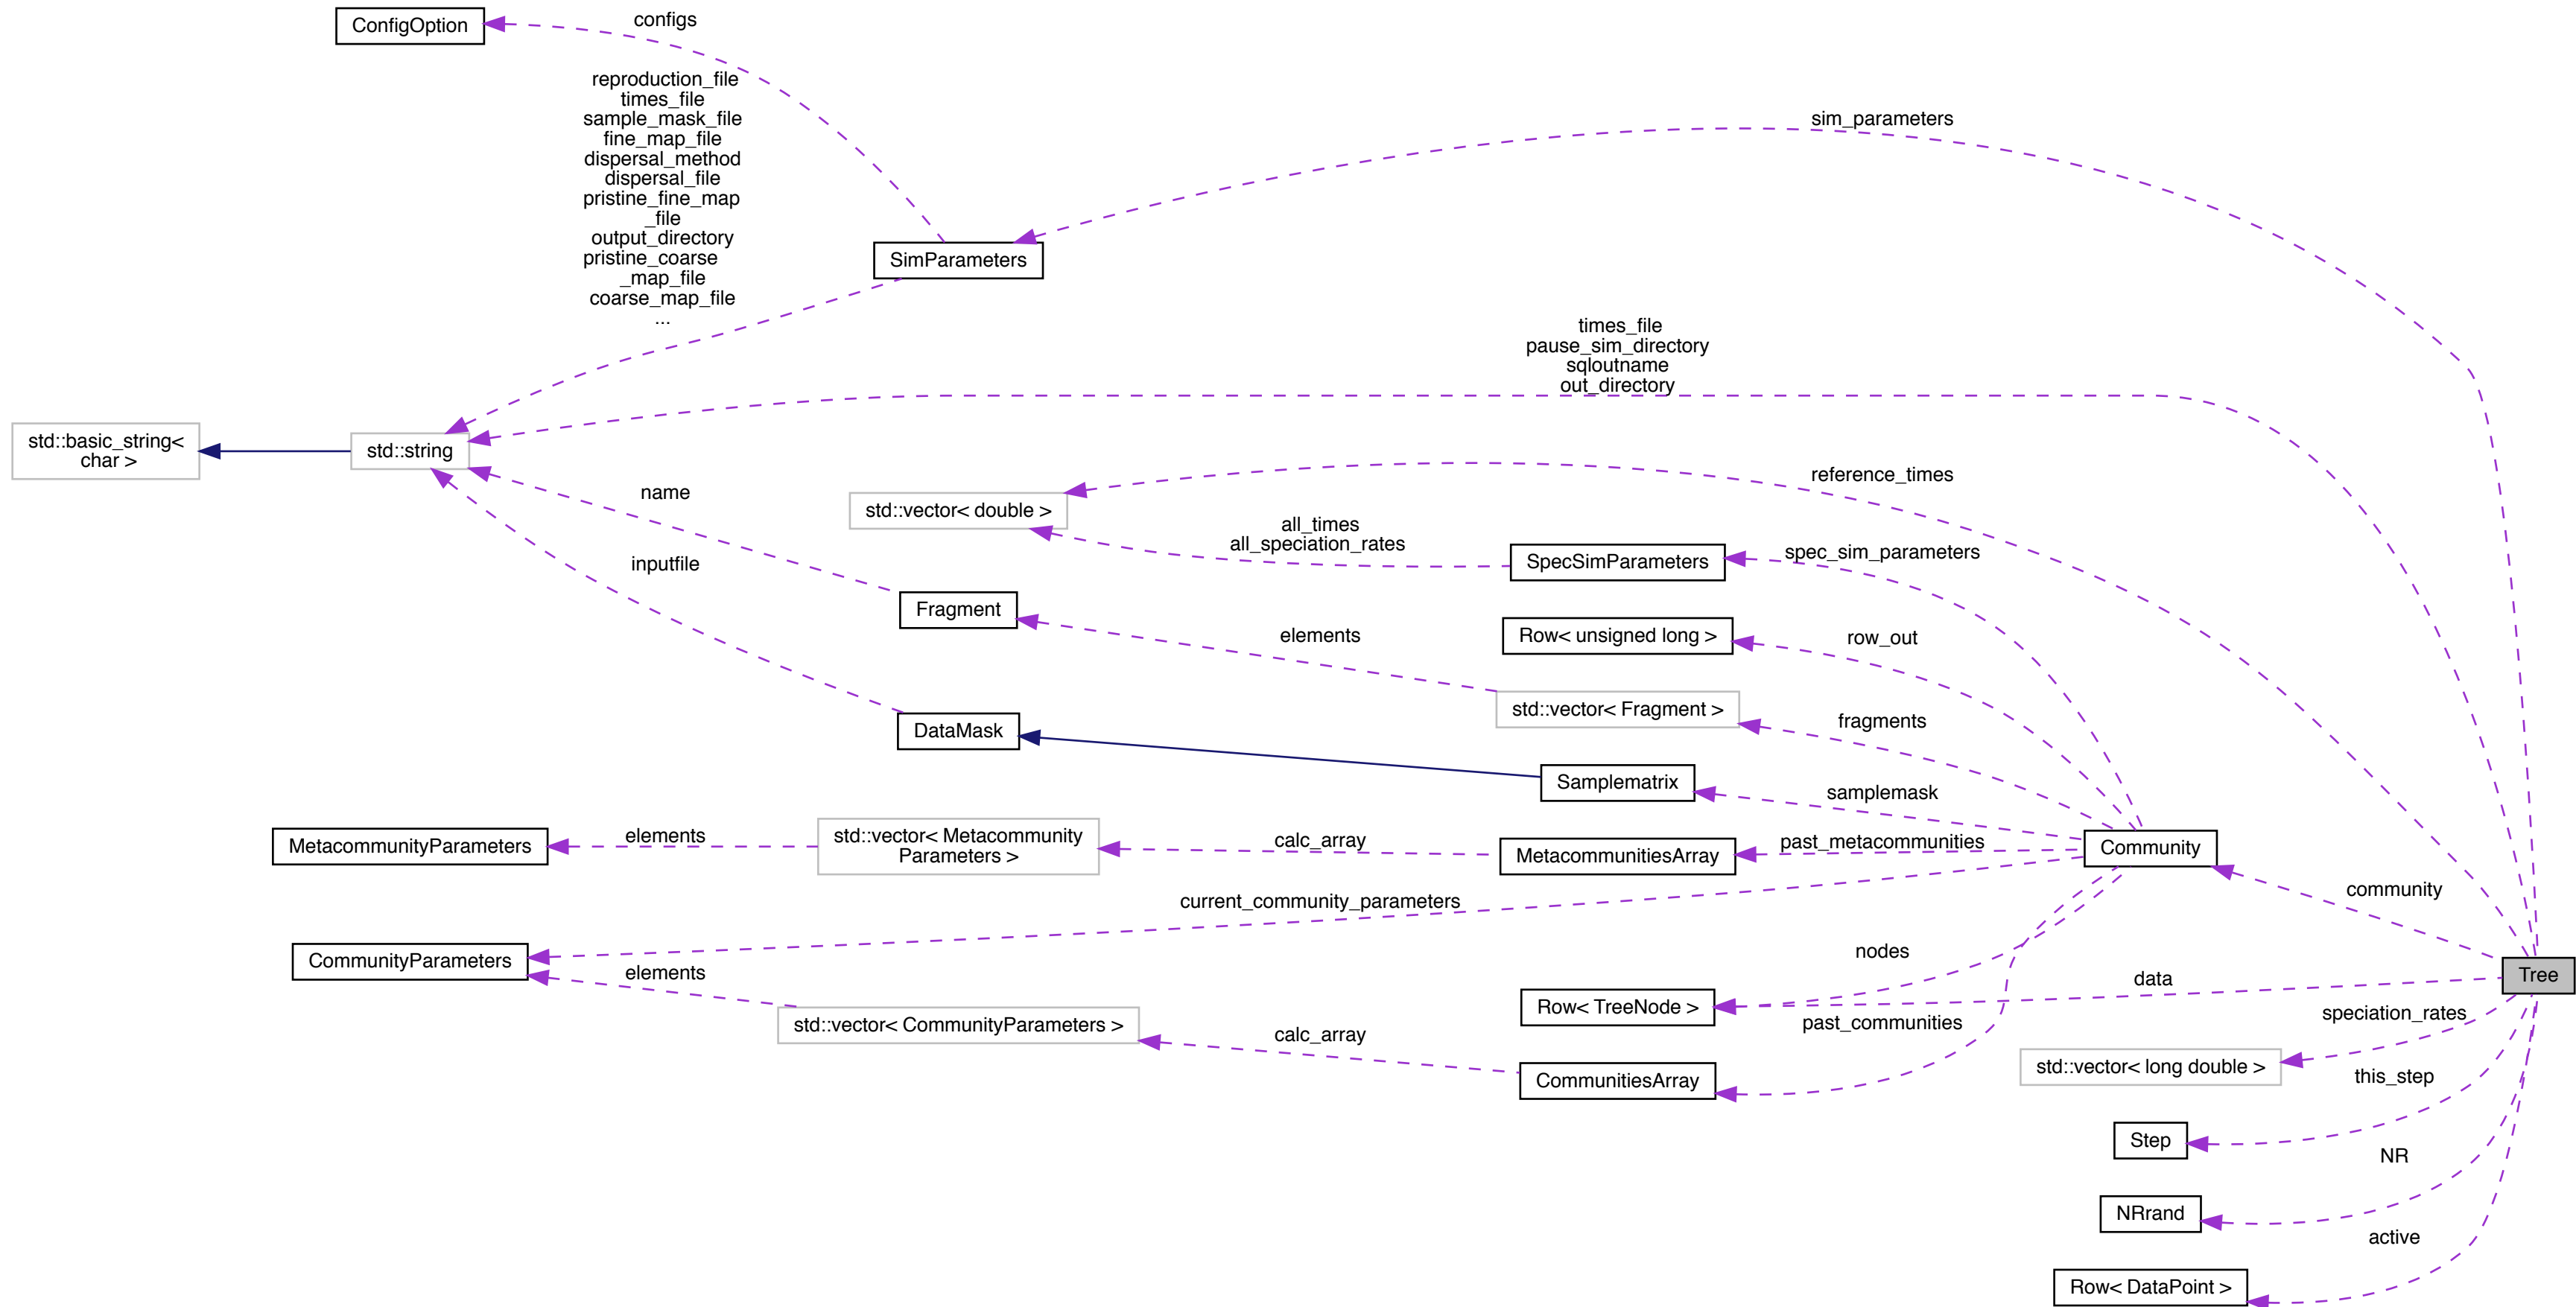 ConfigOption
configs
reproduction_file
times_file
sample_mask_file
fine_map_file
dispersal_method
dispersal_file
pristine_fine_map
_file
output_directory
pristine_coarse
_map_file
coarse_map_file
...
sim_parameters
SimParameters
times_file
pause_sim_directory
sqloutname
out_directory
std::basic_string<
char >
std::string
name
inputfile
reference_times
std::vector< double >
all_times
all_speciation_rates
SpecSimParameters
spec_sim_parameters
Fragment
elements
Row< unsigned long >
row_out
std::vector< Fragment >
fragments
DataMask
Samplematrix
samplemask
MetacommunityParameters
elements
std::vector< Metacommunity
Parameters >
calc_array
MetacommunitiesArray
past_metacommunities
Community
community
current_community_parameters
CommunityParameters
elements
nodes
data
Tree
Row< TreeNode >
std::vector< CommunityParameters >
calc_array
past_communities
CommunitiesArray
speciation_rates
std::vector< long double >
this_step
Step
NR
NRrand
active
Row< DataPoint >